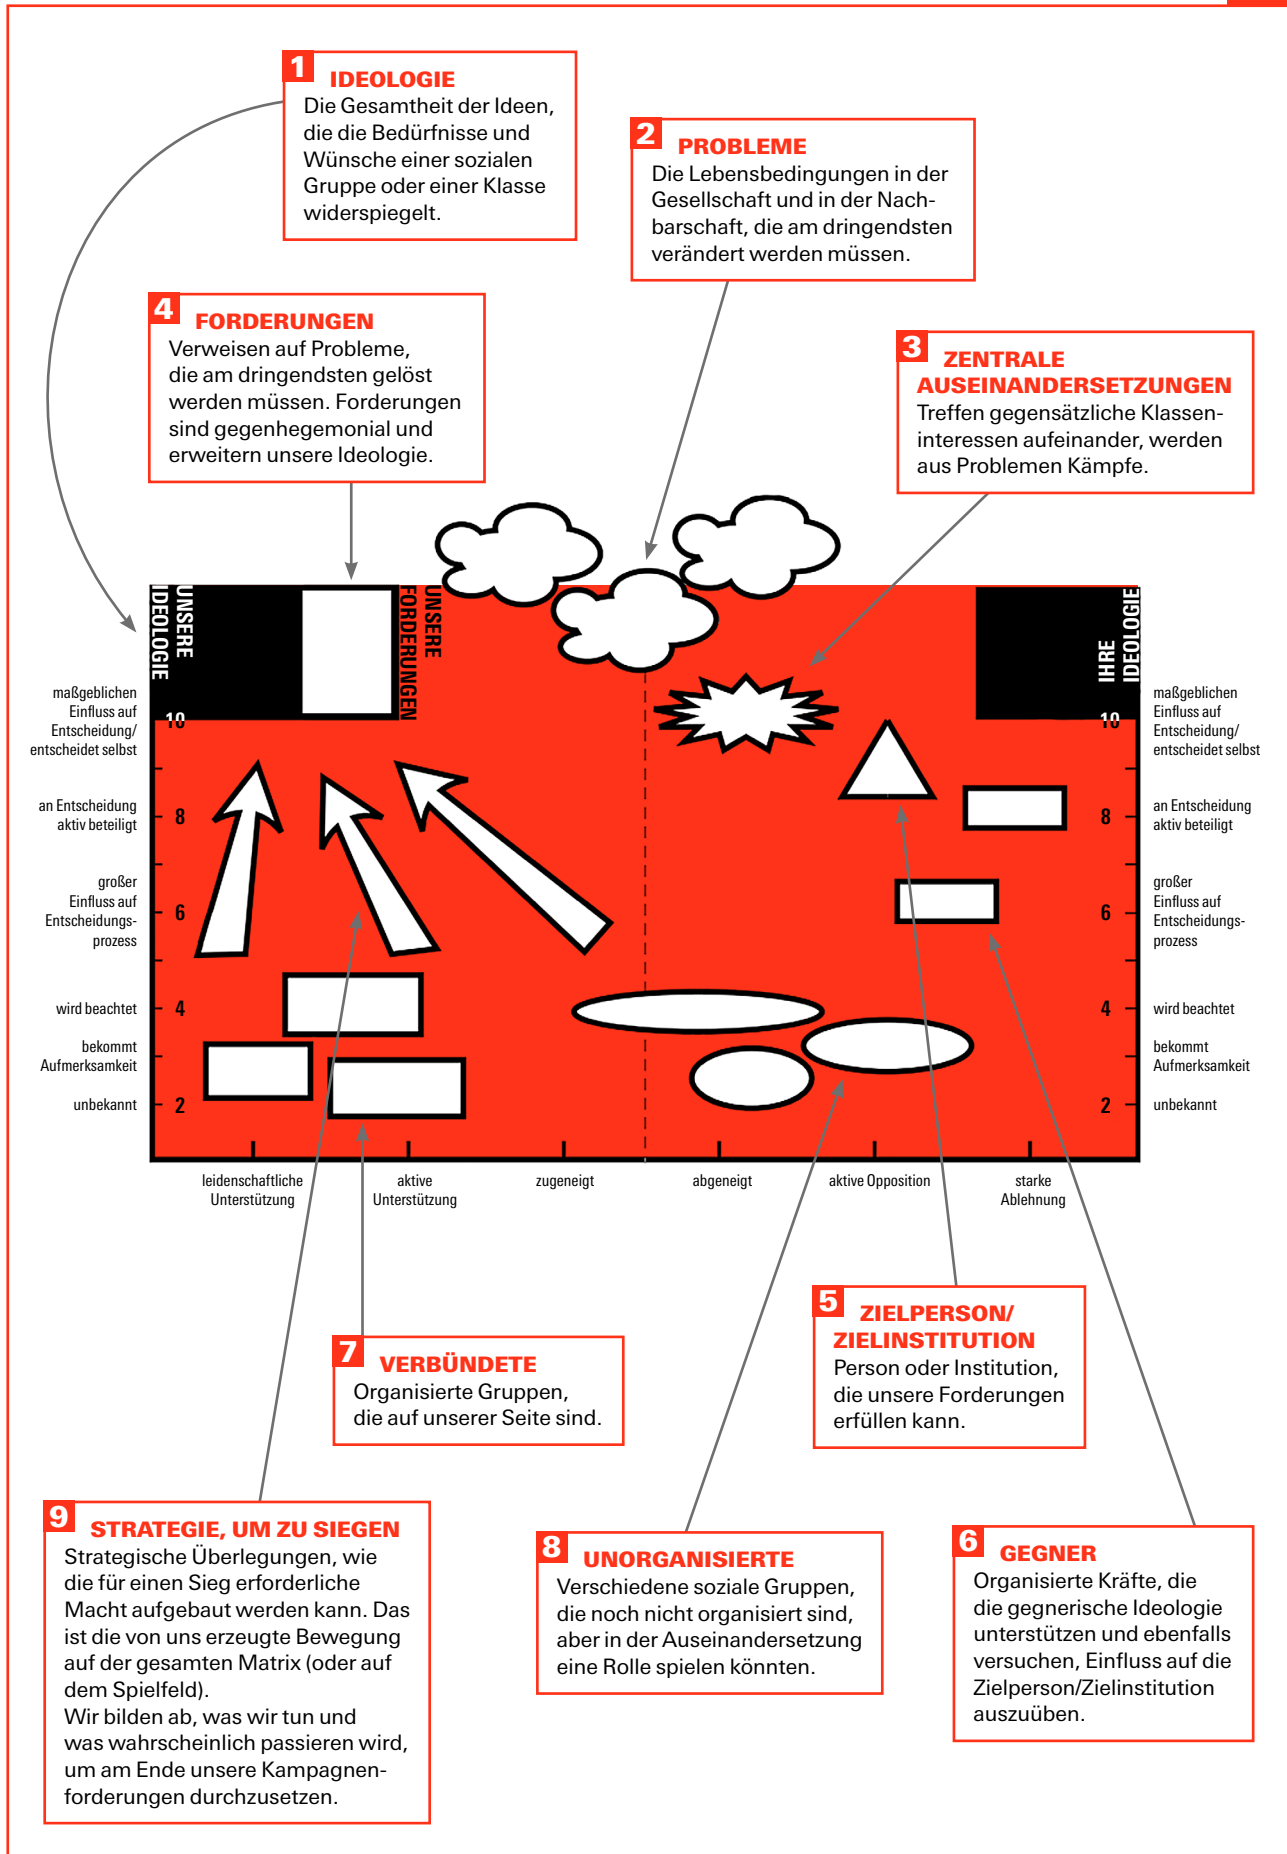 1 IDEOLOGIE
Die Gesamtheit der Ideen,
die die Bedürfnisse und
Wünsche einer sozialen
Gruppe oder einer Klasse
widerspiegelt.
2 PROBLEME
Die Lebensbedingungen in der
Gesellschaft und in der Nach-
barschaft, die am dringendsten
verändert werden müssen.
4 FORDERUNGEN
Verweisen auf Probleme,
die am dringendsten gelöst
werden müssen. Forderungen
sind gegenhegemonial und
erweitern unsere Ideologie.
3 ZENTRALE
AUSEINANDERSETZUNGEN
Treffen gegensätzliche Klassen-
interessen aufeinander, werden
aus Problemen Kämpfe.
UNSERE
IDEOLOGIE
UNSERE
FORDERUNGEN
IHRE
IDEOLOGIE
maßgeblichen
Einfluss auf
Entscheidung/
entscheidet selbst
10
an Entscheidung
aktiv beteiligt
8
großer
Einfluss auf
Entscheidungs-
prozess
6
wird beachtet
4
bekommt
Aufmerksamkeit
unbekannt
2
10
maßgeblichen
Einfluss auf
Entscheidung/
entscheidet selbst
8
an Entscheidung
aktiv beteiligt
6
großer
Einfluss auf
Entscheidungs-
prozess
4
wird beachtet
bekommt
Aufmerksamkeit
2
unbekannt
leidenschaftliche
Unterstützung
aktive
Unterstützung
zugeneigt
abgeneigt
aktive Opposition
starke
Ablehnung
5 ZIELPERSON/
ZIELINSTITUTION
Person oder Institution,
die unsere Forderungen
erfüllen kann.
7 VERBÜNDETE
Organisierte Gruppen,
die auf unserer Seite sind.
9 STRATEGIE, UM ZU SIEGEN
Strategische Überlegungen, wie
die für einen Sieg erforderliche
Macht aufgebaut werden kann. Das
ist die von uns erzeugte Bewegung
auf der gesamten Matrix (oder auf
dem Spielfeld).
Wir bilden ab, was wir tun und
was wahrscheinlich passieren wird,
um am Ende unsere Kampagnen-
forderungen durchzusetzen.
8 UNORGANISIERTE
Verschiedene soziale Gruppen,
die noch nicht organisiert sind,
aber in der Auseinandersetzung
eine Rolle spielen könnten.
6 GEGNER
Organisierte Kräfte, die
die gegnerische Ideologie
unterstützen und ebenfalls
versuchen, Einfluss auf die
Zielperson/Zielinstitution
auszuüben.